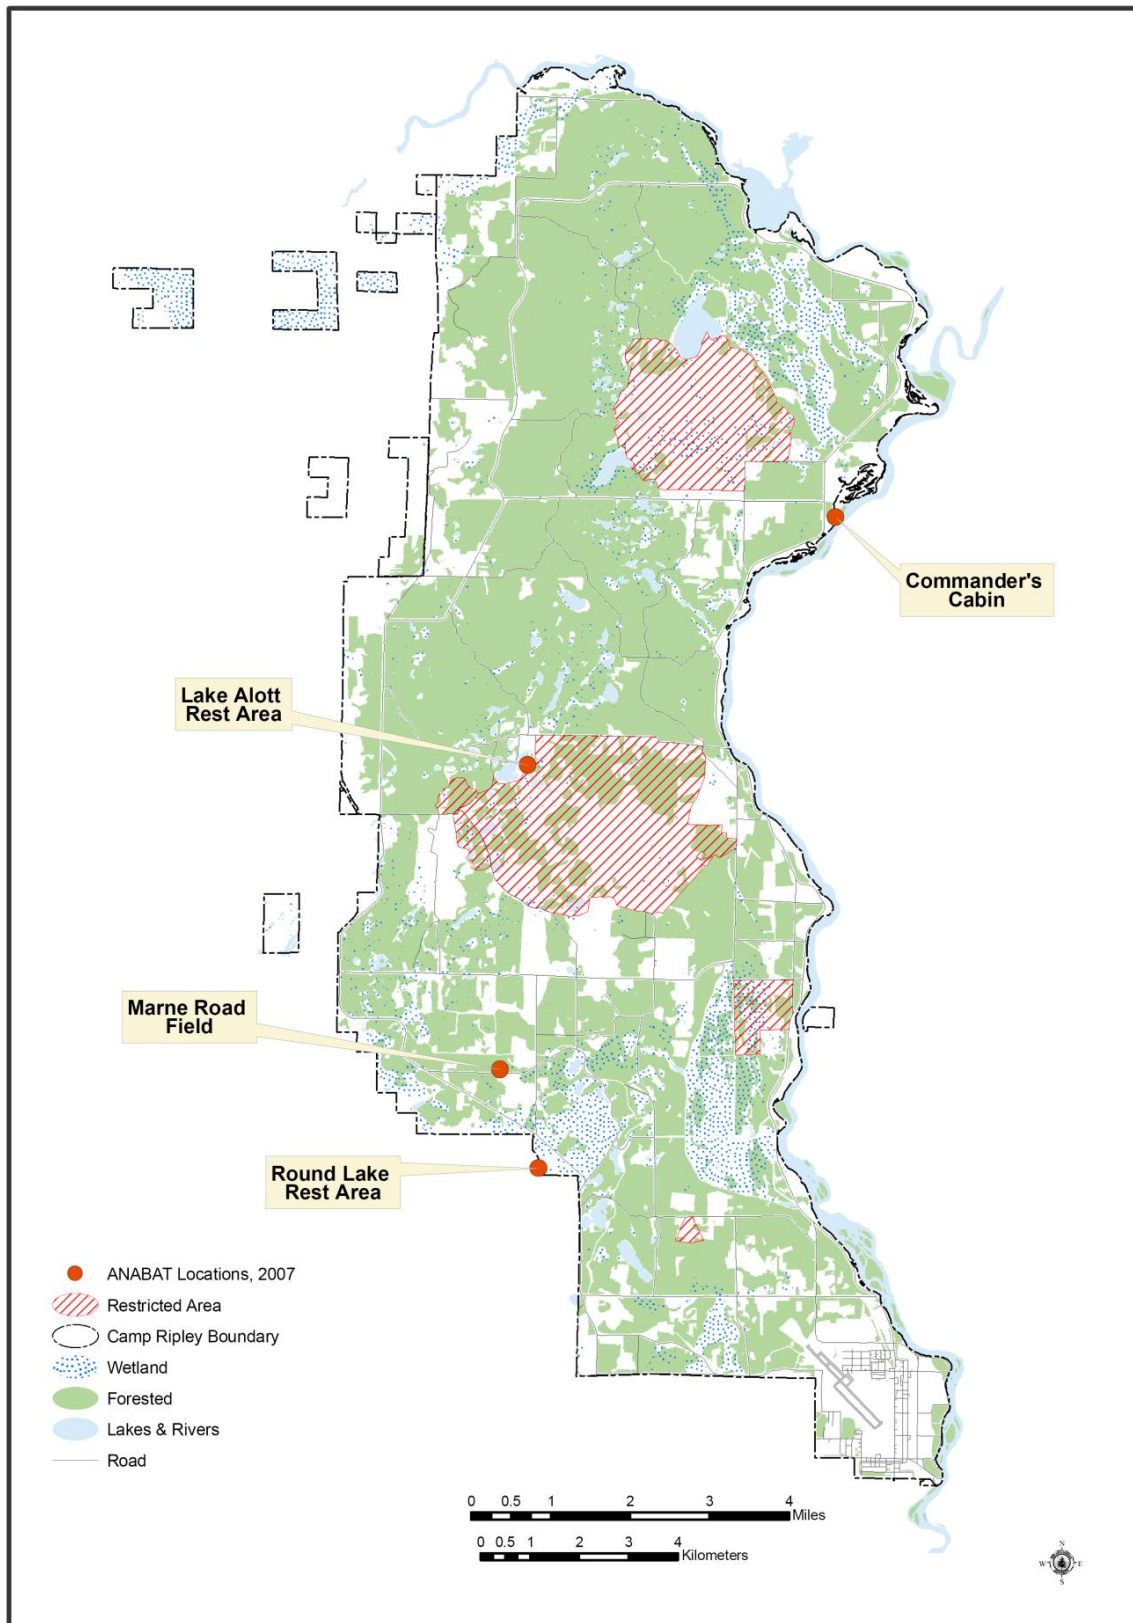 Commander's
Cabin
Lake Alott
Rest Area
Marne Road
Field
Round Lake
Rest Area
ANABAT Locations, 2007
Restricted Area
Camp Ripley Boundary
Wetland
Forested
Lakes & Rivers
Road
0 0.5 1 2 3 4
Miles
0 0.5 1 2 3 4
Kilometers
N
W E
S